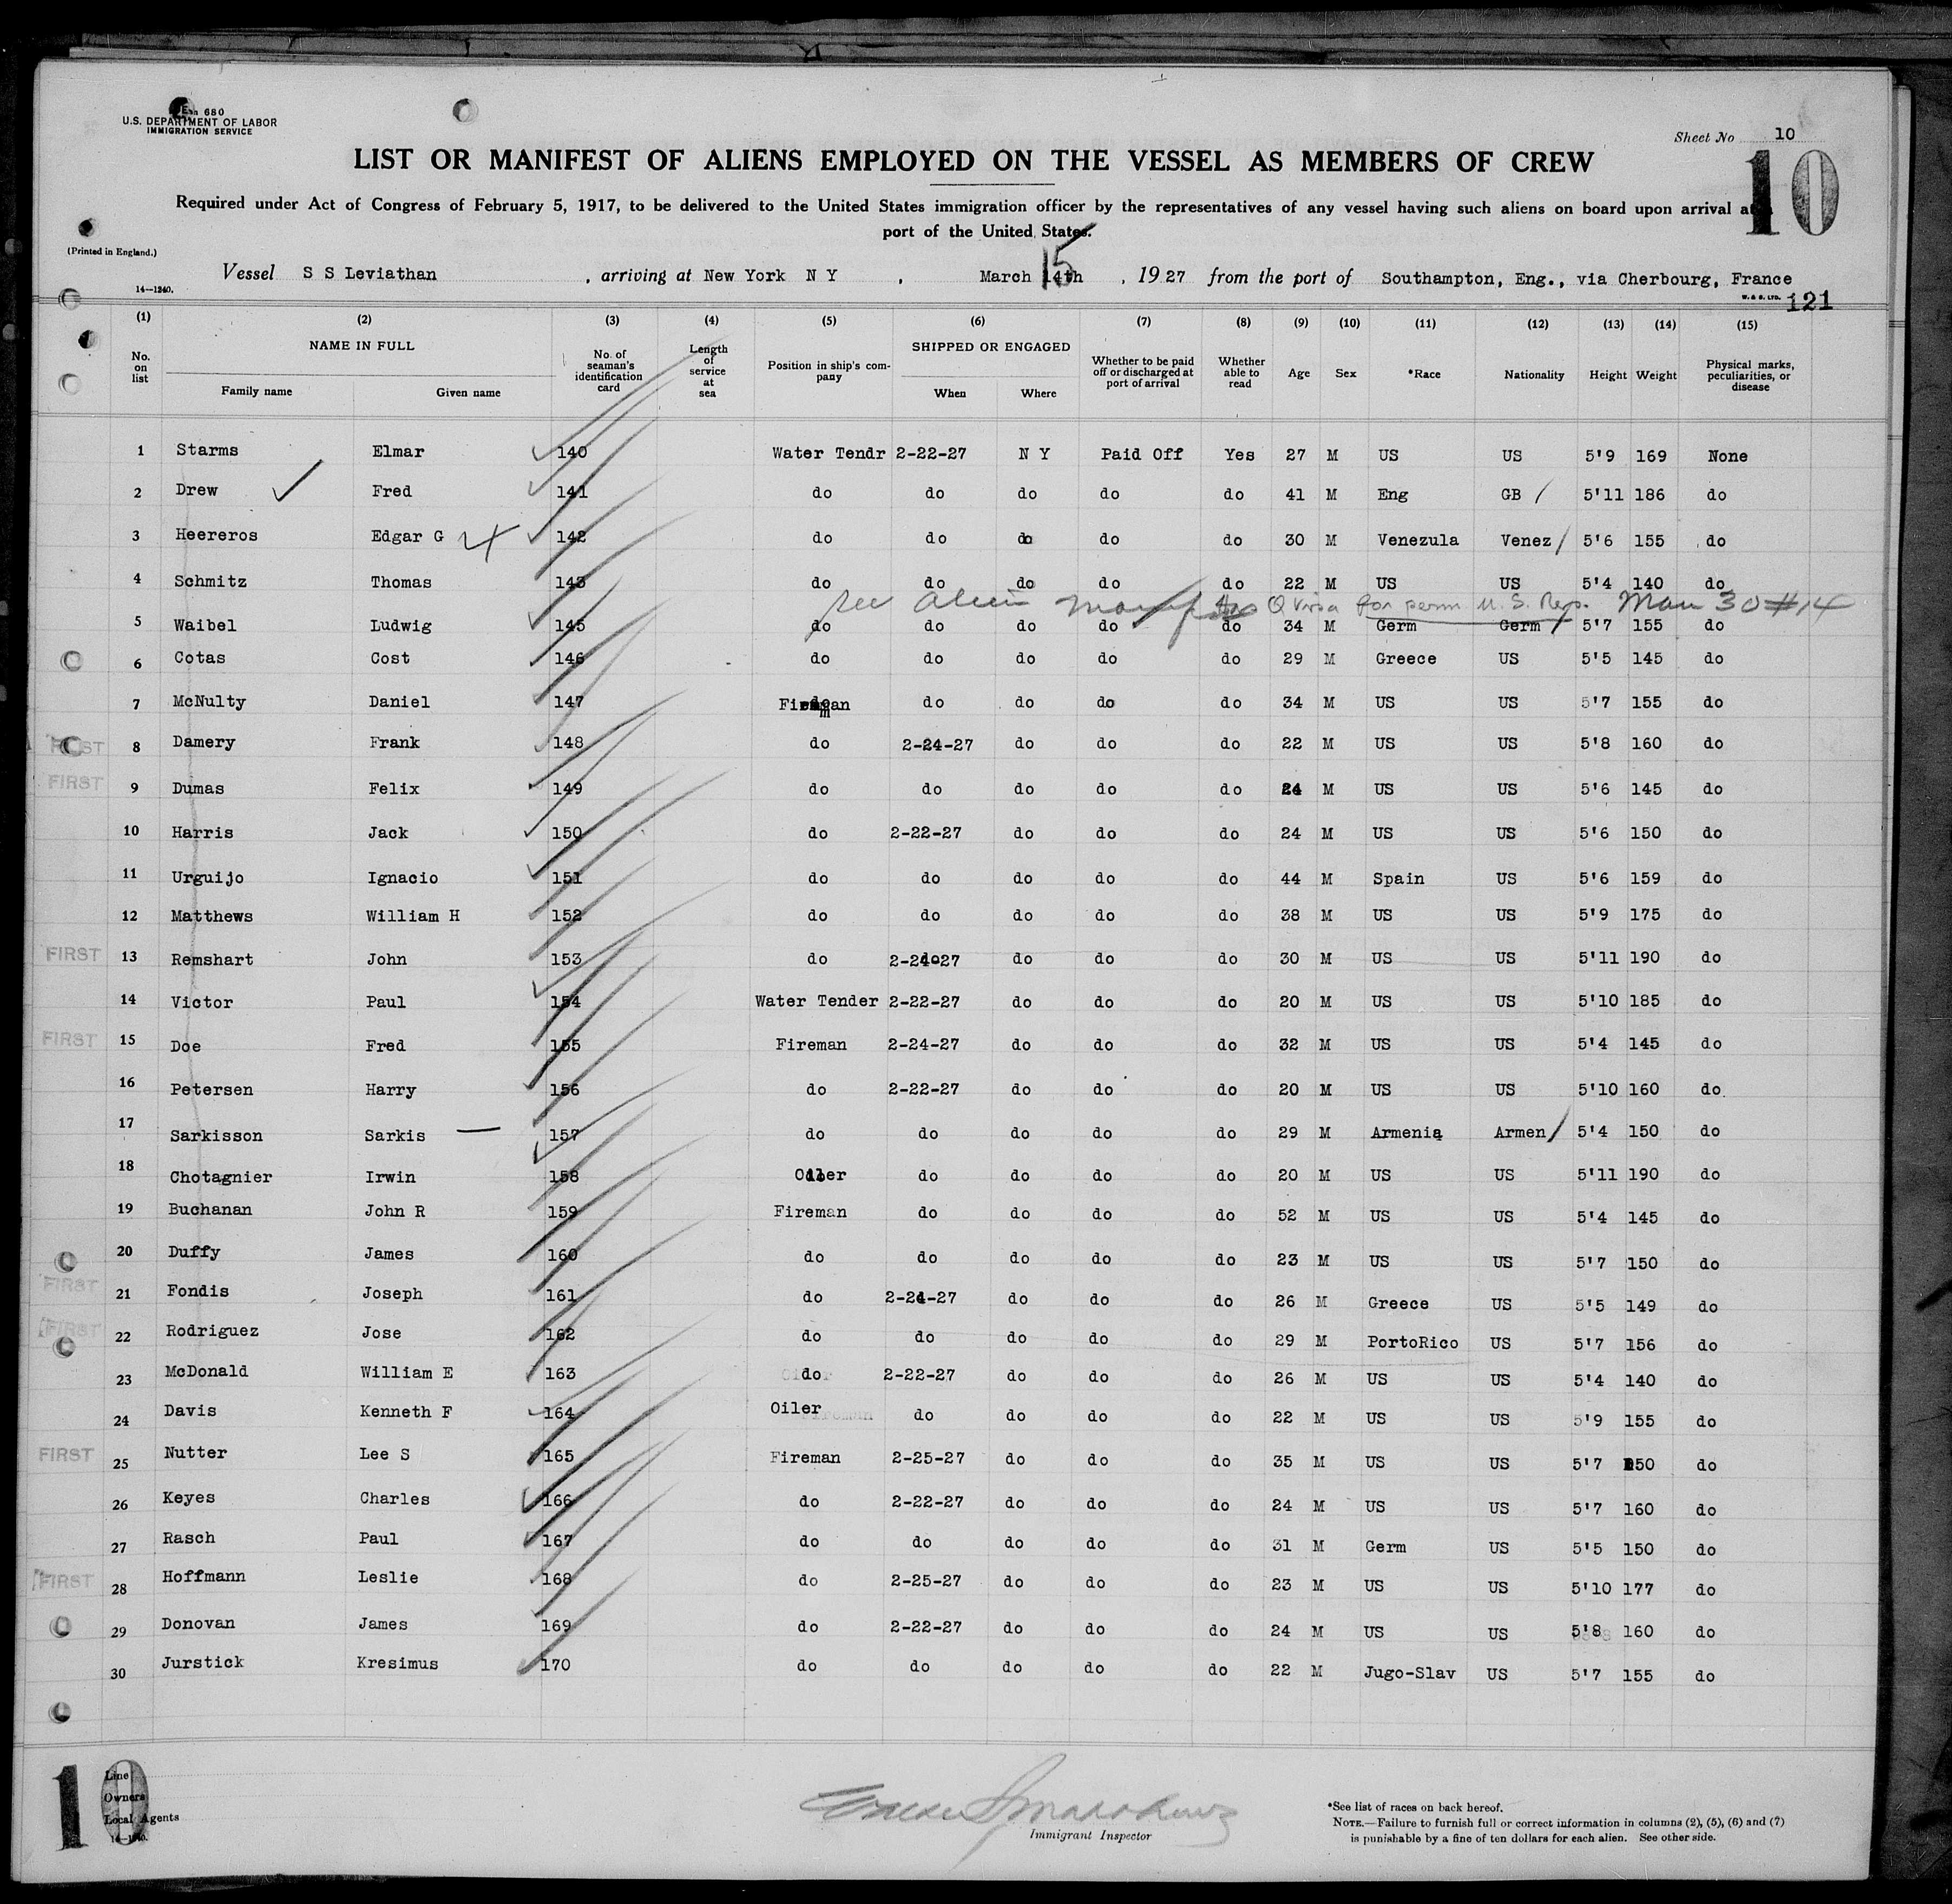 Form 680
U.S. DEPARTMENT OF LABOR
IMMIGRATION SERVICE
Sheet No 10
10
LIST OR MANIFEST OF ALIENS EMPLOYED ON THE VESSEL AS MEMBERS OF CREW
Required under Act of Congress of February 5, 1917, to be delivered to the United States immigration officer by the representatives of any vessel having such aliens on board upon arrival at a
port of the United States.
(Printed in England.)
Vessel S S Leviathan , arriving at New York N Y , March 14th 15 , 1927 from the port of Southampton, Eng., via Cherbourg, France
14—1240. W. & S. LTD. 121
(1) (2) (3) (4) (5) (6) (7) (8) (9) (10) (11) (12) (13) (14) (15)
No. on list NAME IN FULL Family name Given name No. of seaman's identification card Length of service at sea Position in ship's company SHIPPED OR ENGAGED When Where Whether to be paid off or discharged at port of arrival Whether able to read Age Sex *Race Nationality Height Weight Physical marks, peculiarities, or disease
1 Starms Elmar 140 Water Tendr 2-22-27 N Y Paid Off Yes 27 M US US 5'9 169 None
2 Drew Fred 141 do do do do do 41 M Eng GB 5'11 186 do
3 Heereros Edgar G 142 do do do do do 30 M Venezula Venez 5'6 155 do
4 Schmitz Thomas 143 do do do do do 22 M US US 5'4 140 do
see Alien Q Visa for perm U.S. Res. Man 30 #14
5 Waibel Ludwig 145 do do do do do 34 M Germ Germ 5'7 155 do
6 Cotas Cost 146 do do do do do 29 M Greece US 5'5 145 do
7 McNulty Daniel 147 Fireman do do do do 34 M US US 5'7 155 do
FIRST 8 Damery Frank 148 do 2-24-27 do do do 22 M US US 5'8 160 do
FIRST 9 Dumas Felix 149 do do do do do 24 M US US 5'6 145 do
10 Harris Jack 150 do 2-22-27 do do do 24 M US US 5'6 150 do
11 Urguijo Ignacio 151 do do do do do 44 M Spain US 5'6 159 do
12 Matthews William H 152 do do do do do 38 M US US 5'9 175 do
FIRST 13 Remshart John 153 do 2-24-27 do do do 30 M US US 5'11 190 do
14 Victor Paul 154 Water Tender 2-22-27 do do do 20 M US US 5'10 185 do
FIRST 15 Doe Fred 155 Fireman 2-24-27 do do do 32 M US US 5'4 145 do
16 Petersen Harry 156 do 2-22-27 do do do 20 M US US 5'10 160 do
17 Sarkisson Sarkis 157 do do do do do 29 M Armenia Armen 5'4 150 do
18 Chotagnier Irwin 158 Oiler do do do do 20 M US US 5'11 190 do
19 Buchanan John R 159 Fireman do do do do 52 M US US 5'4 145 do
20 Duffy James 160 do do do do do 23 M US US 5'7 150 do
FIRST 21 Fondis Joseph 161 do 2-24-27 do do do 26 M Greece US 5'5 149 do
FIRST 22 Rodriguez Jose 162 do do do do do 29 M PortoRico US 5'7 156 do
23 McDonald William E 163 do 2-22-27 do do do 26 M US US 5'4 140 do
24 Davis Kenneth F 164 Oiler do do do do 22 M US US 5'9 155 do
FIRST 25 Nutter Lee S 165 Fireman 2-25-27 do do do 35 M US US 5'7 150 do
26 Keyes Charles 166 do 2-22-27 do do do 24 M US US 5'7 160 do
27 Rasch Paul 167 do do do do do 31 M Germ US 5'5 150 do
FIRST 28 Hoffmann Leslie 168 do 2-25-27 do do do 23 M US US 5'10 177 do
29 Donovan James 169 do 2-22-27 do do do 24 M US US 5'8 160 do
30 Jurstick Kresimus 170 do do do do do 22 M Jugo-Slav US 5'7 155 do
10
Line
Owners
Local Agents
14—1240.
Immigrant Inspector
*See list of races on back hereof.
NOTE.—Failure to furnish full or correct information in columns (2), (5), (6) and (7)
is punishable by a fine of ten dollars for each alien. See other side.